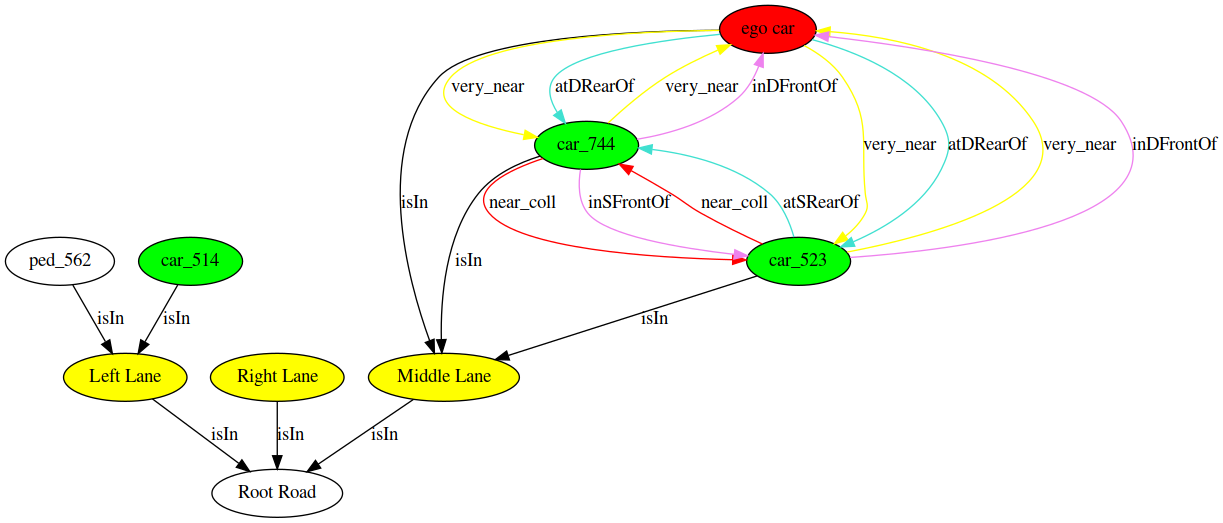 ego car
very_near
atDRearOf
very_near
inDFrontOf
very_near
atDRearOf
very_near
inDFrontOf
car_744
isIn
near_coll
inSFrontOf
near_coll
atSRearOf
ped_562
car_514
isIn
car_523
isIn
isIn
isIn
Left Lane
Right Lane
Middle Lane
isIn
isIn
isIn
Root Road